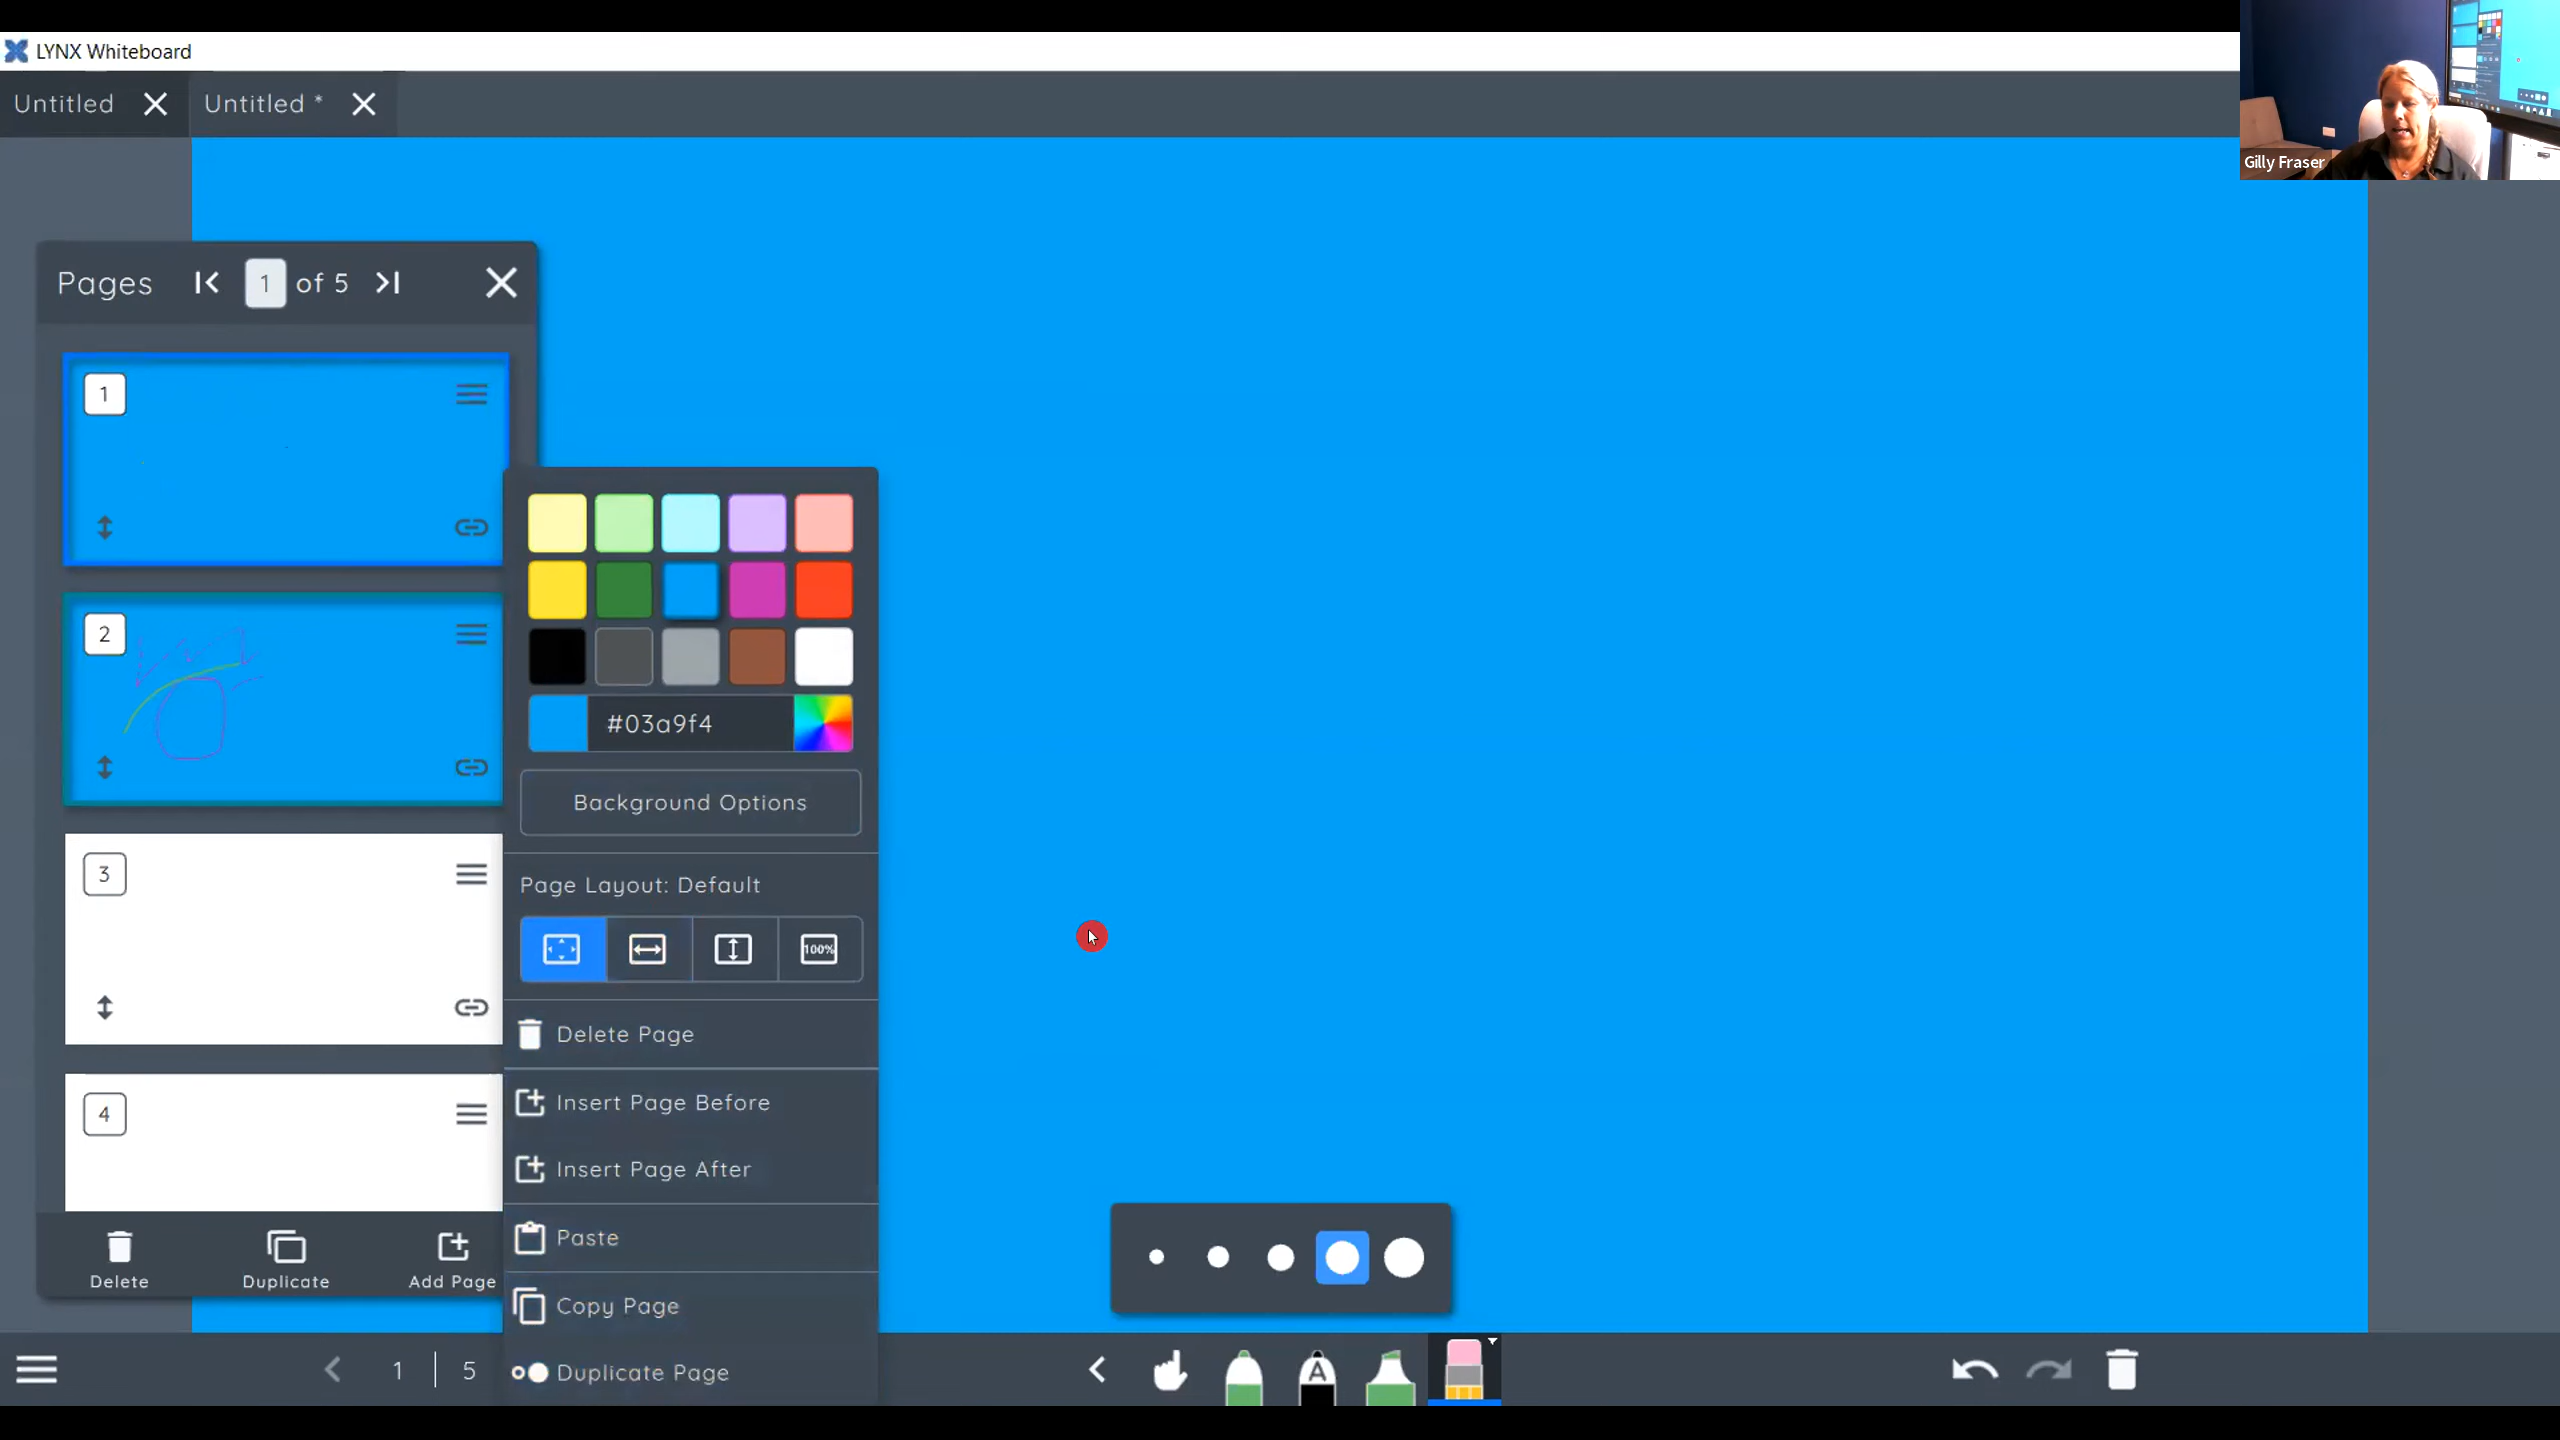 LYNX Whiteboard
Untitled
Untitled *
Gilly Fraser
Pages 1 of 5
1
2
3
4
#03a9f4
Background Options
Page Layout: Default
100%
Delete Page
Insert Page Before
Insert Page After
Paste
Copy Page
Duplicate Page
Delete Duplicate Add Page
1 5
A